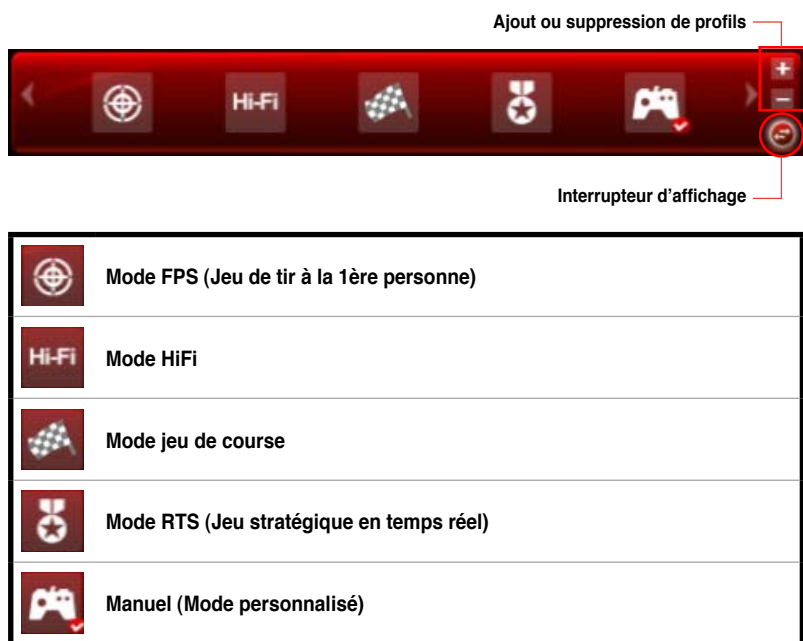 Ajout ou suppression de profils
Hi-Fi
Interrupteur d'affichage
Mode FPS (Jeu de tir à la 1ère personne)
Hi-Fi
Mode HiFi
Mode jeu de course
Mode RTS (Jeu stratégique en temps réel)
Manuel (Mode personnalisé)